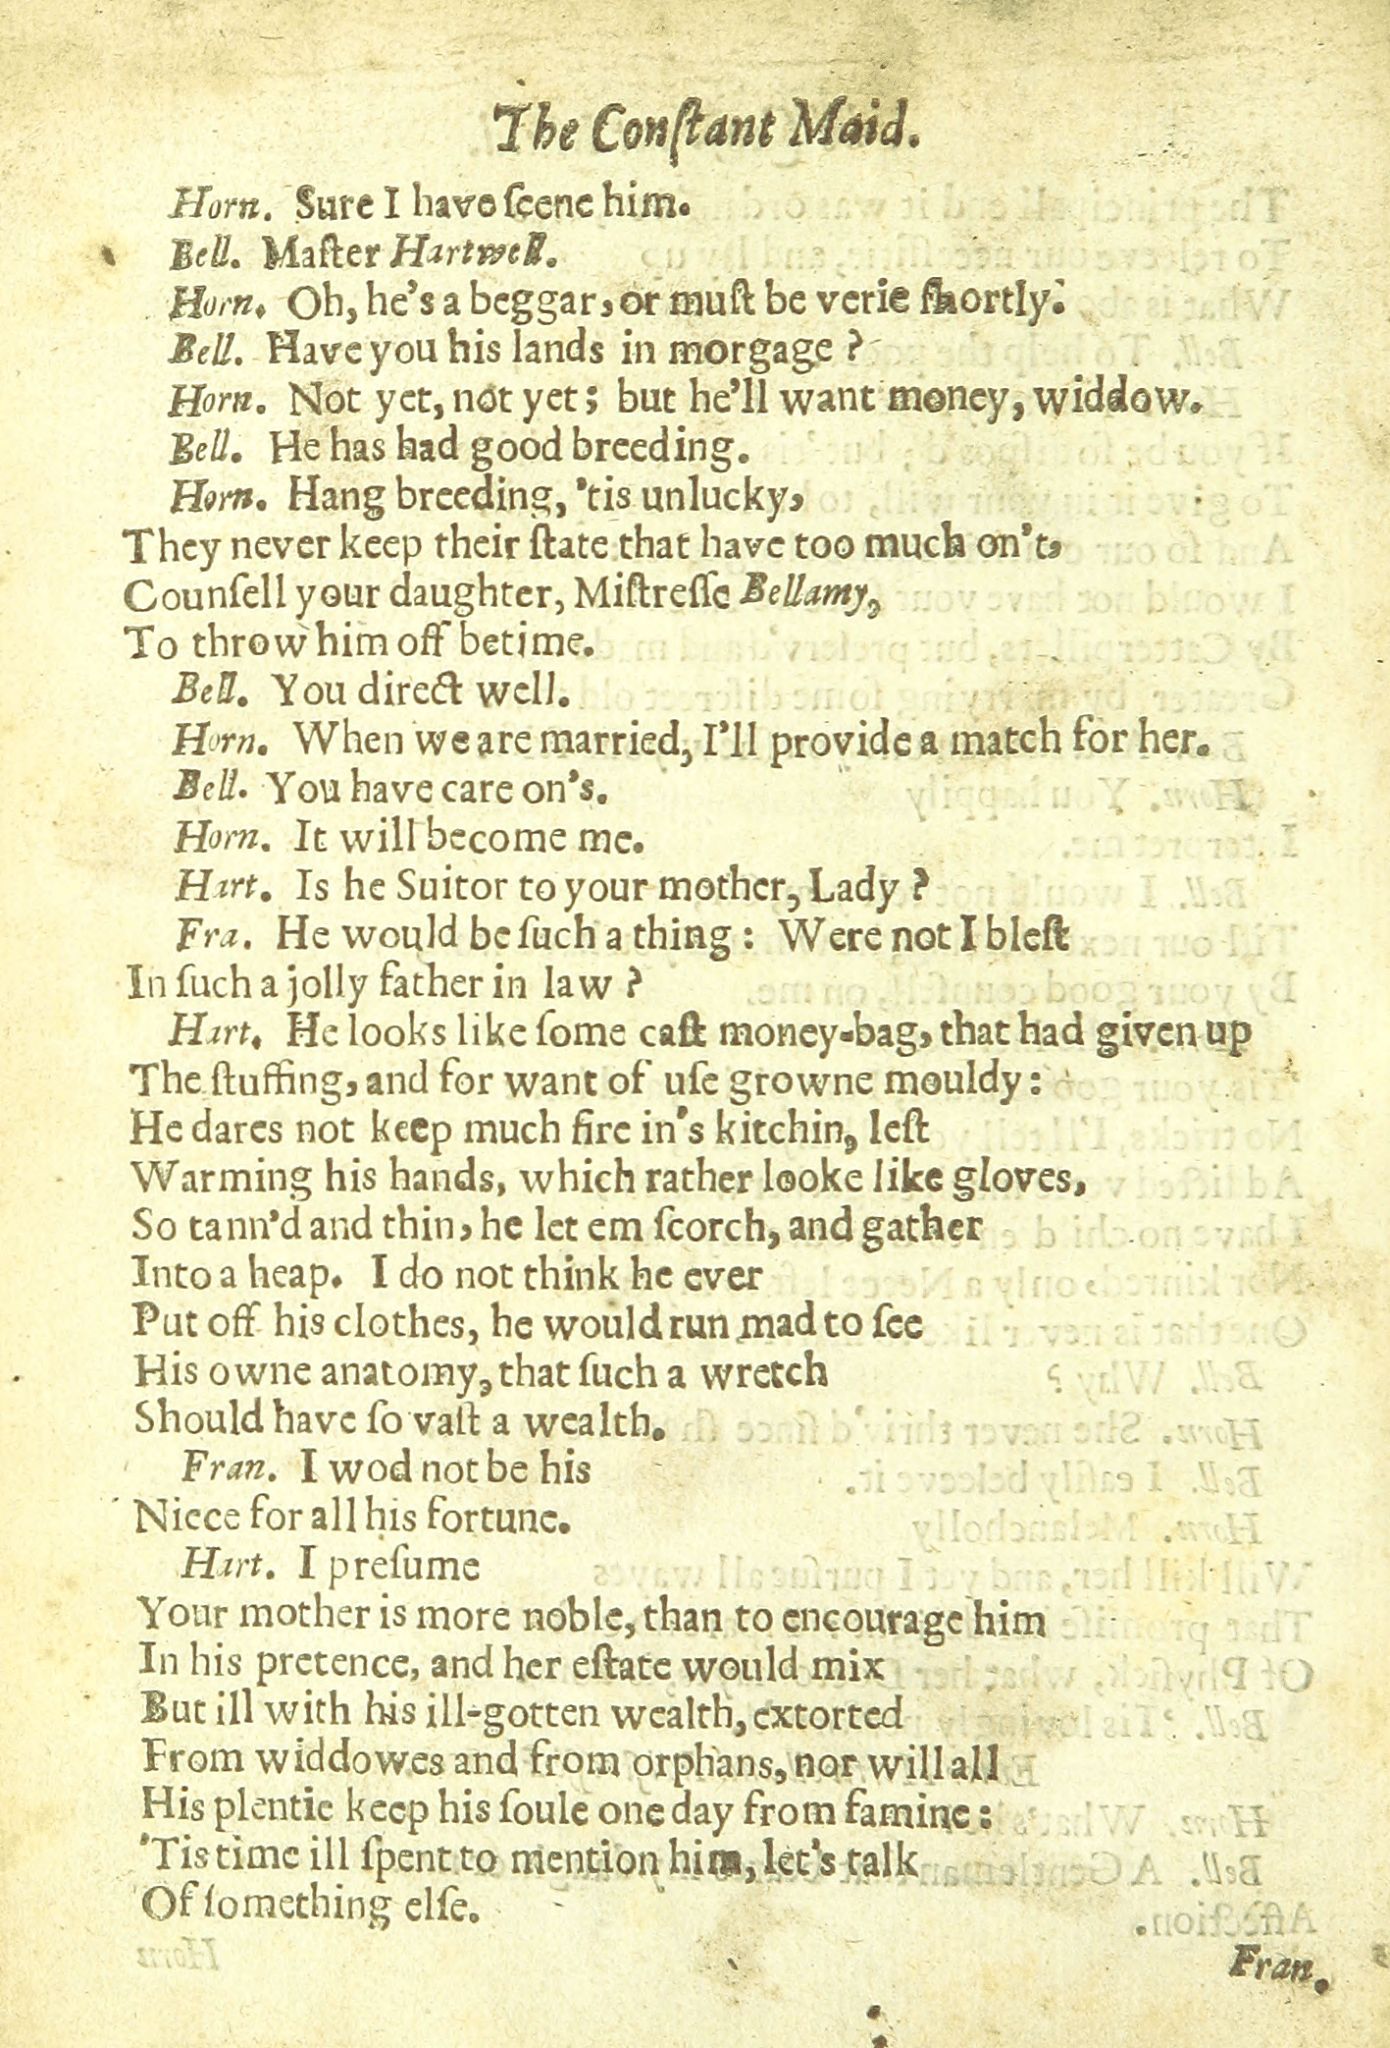 The Conſtant Maid.
Horn. Sure I have ſeene him.
Bell. Maſter Hartwell.
Horn. Oh, he's a beggar, or muſt be verie ſhortly.
Bell. Have you his lands in morgage ?
Horn. Not yet, not yet; but he'll want money, widdow.
Bell. He has had good breeding.
Horn. Hang breeding, 'tis unlucky,
They never keep their ſtate that have too much on't,
Counſell your daughter, Miſtreſſe Bellamy,
To throw him off betime.
Bell. You direct well.
Horn. When we are married, I'll provide a match for her.
Bell. You have care on's.
Horn. It will become me.
Hart. Is he Suitor to your mother, Lady ?
Fra. He would be ſuch a thing: Were not I bleſt
In ſuch a jolly father in law ?
Hart. He looks like ſome caſt money-bag, that had given up
The ſtuffing, and for want of uſe growne mouldy:
He dares not keep much fire in's kitchin, leſt
Warming his hands, which rather looke like gloves,
So tann'd and thin, he let em ſcorch, and gather
Into a heap. I do not think he ever
Put off his clothes, he would run mad to ſee
His owne anatomy, that ſuch a wretch
Should have ſo vaſt a wealth.
Fran. I wod not be his
Niece for all his fortune.
Hart. I preſume
Your mother is more noble, than to encourage him
In his pretence, and her eſtate would mix
But ill with his ill-gotten wealth, extorted
From widdowes and from orphans, nor will all
His plentie keep his ſoule one day from famine:
'Tis time ill ſpent to mention him, let's talk
Of ſomething elſe.
Fran.